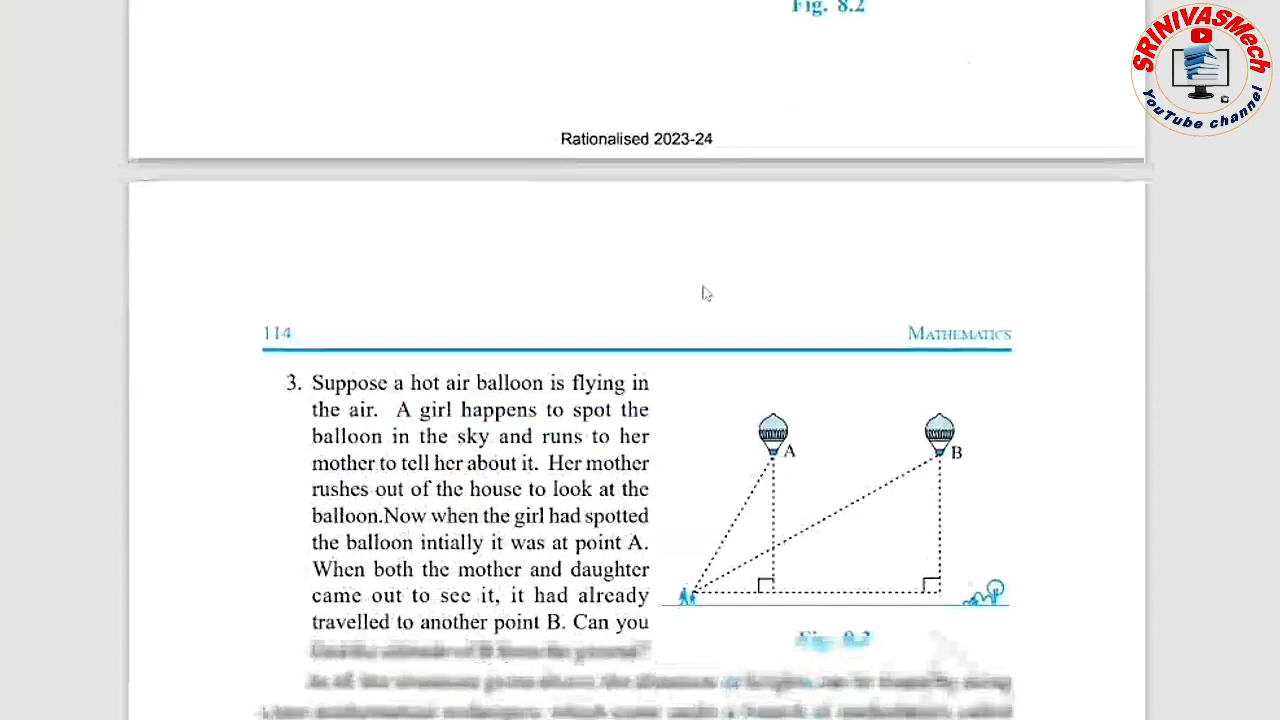 Fig. 8.2
SRINIVASMech
YouTube channel
Rationalised 2023-24
114
MATHEMATICS
3. Suppose a hot air balloon is flying in
the air. A girl happens to spot the
balloon in the sky and runs to her
mother to tell her about it. Her mother
rushes out of the house to look at the
balloon.Now when the girl had spotted
the balloon intially it was at point A.
When both the mother and daughter
came out to see it, it had already
travelled to another point B. Can you
A
B